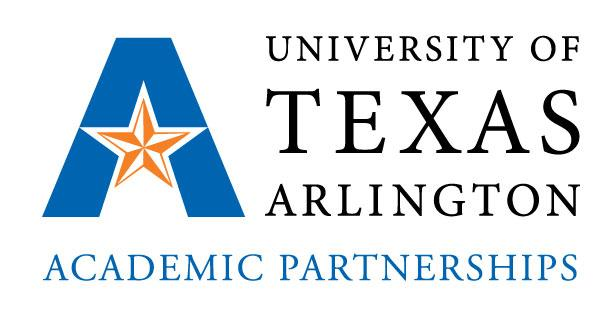 UNIVERSITY OF
TEXAS
ARLINGTON
ACADEMIC PARTNERSHIPS